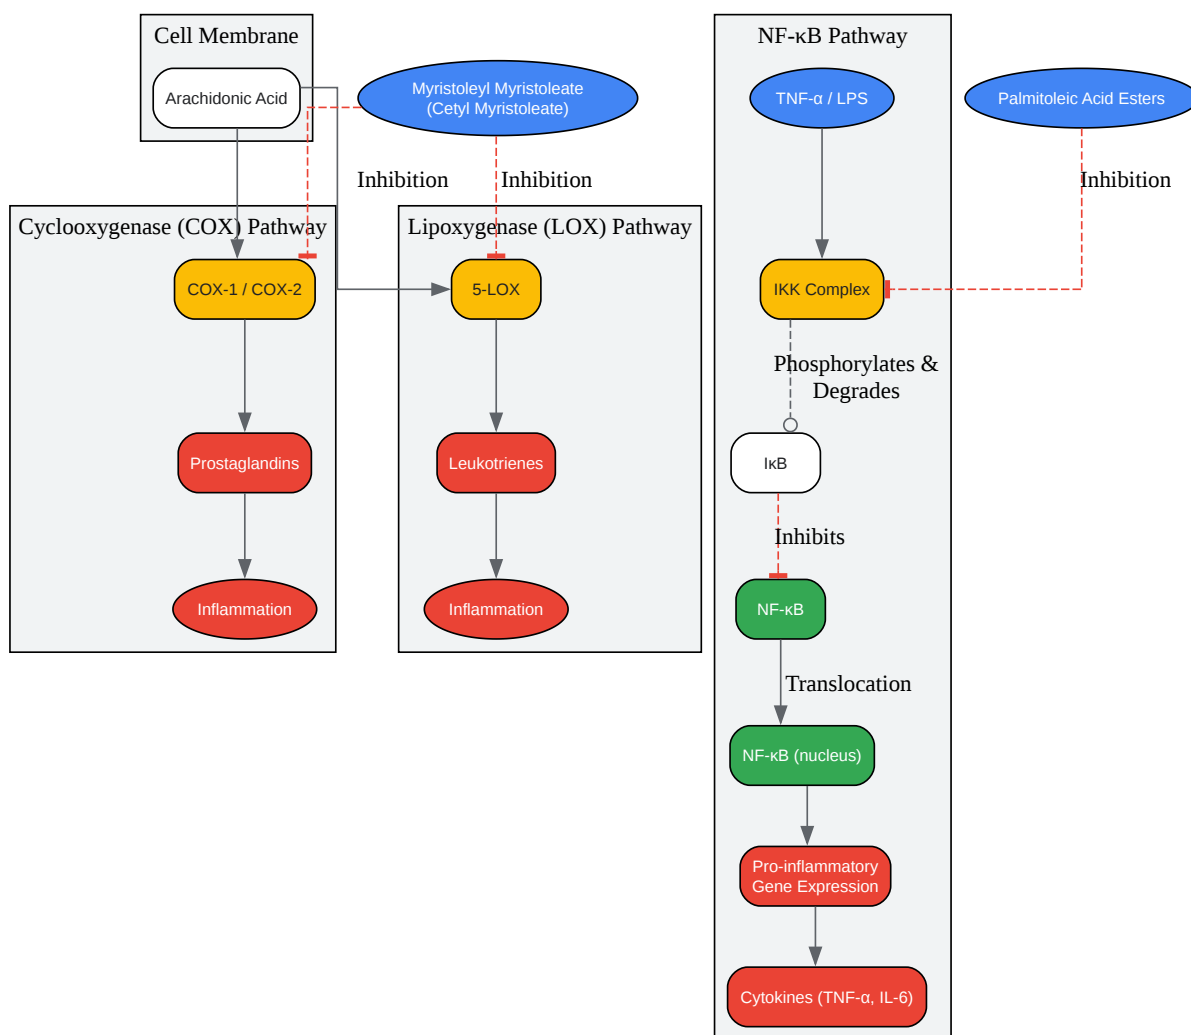 Cell Membrane
Arachidonic Acid
Myristoleyl Myristoleate
(Cetyl Myristoleate)
Inhibition
Inhibition
Cyclooxygenase (COX) Pathway
COX-1 / COX-2
Prostaglandins
Inflammation
Lipoxygenase (LOX) Pathway
5-LOX
Leukotrienes
Inflammation
NF-κB Pathway
TNF-α / LPS
Palmitoleic Acid Esters
Inhibition
IKK Complex
Phosphorylates &
Degrades
IκB
Inhibits
NF-κB
Translocation
NF-κB (nucleus)
Pro-inflammatory
Gene Expression
Cytokines (TNF-α, IL-6)